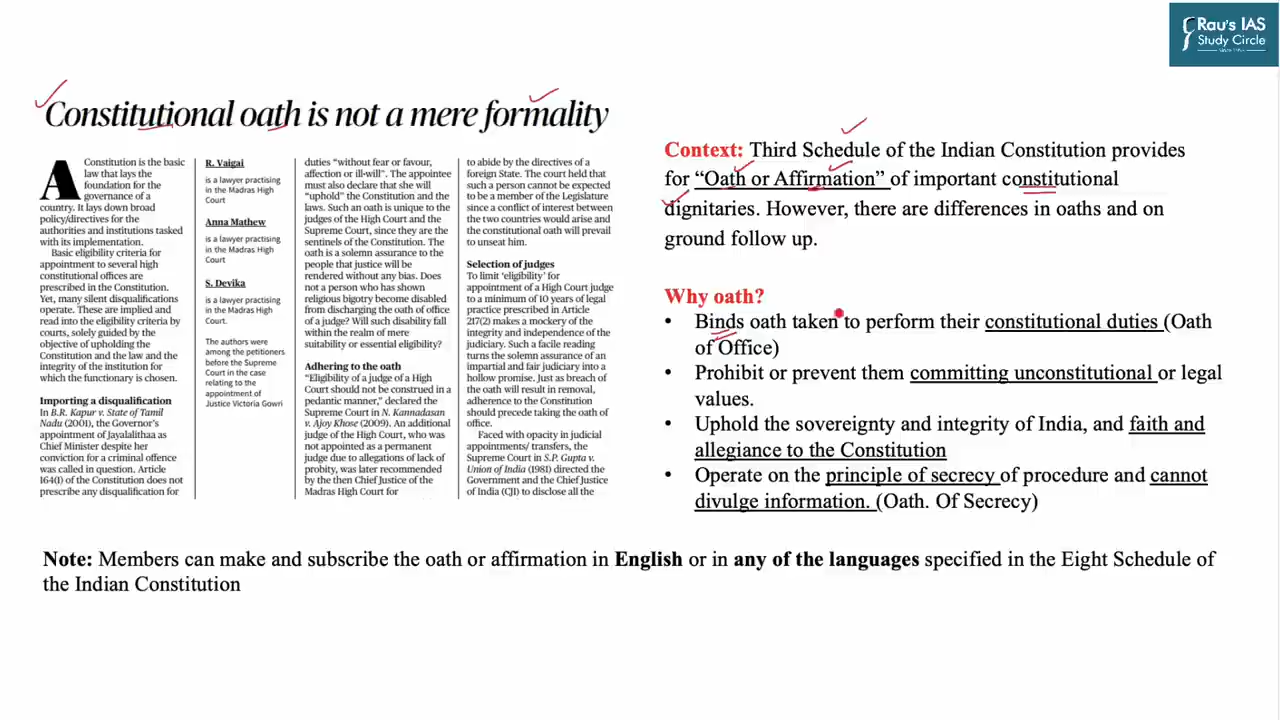 Rau's IAS
Study Circle
Constitutional oath is not a mere formality
A Constitution is the basic
law that lays the
foundation for the
governance of a
country. It lays down broad
policy/directives for the
authorities and institutions tasked
with its implementation.
Basic eligibility criteria for
appointment to several high
constitutional offices are
prescribed in the Constitution.
Yet, many silent disqualifications
operate. These are implied and
read into the eligibility criteria by
courts, solely guided by the
objective of upholding the
Constitution and the law and the
integrity of the institution for
which the functionary is chosen.
Importing a disqualification
In B.R. Kapur v. State of Tamil
Nadu (2001), the Governor's
appointment of Jayalalithaa as
Chief Minister despite her
conviction for a criminal offence
was called in question. Article
164(1) of the Constitution does not
prescribe any disqualification for
R. Vaigai
is a lawyer practising
in the Madras High
Court
Anna Mathew
is a lawyer practising
in the Madras High
Court
S. Devika
is a lawyer practising
in the Madras High
Court.
The authors were
among the petitioners
before the Supreme
Court in the case
relating to the
appointment of
Justice Victoria Gowri
duties "without fear or favour,
affection or ill-will". The appointee
must also declare that she will
"uphold" the Constitution and the
laws. Such an oath is unique to the
judges of the High Court and the
Supreme Court, since they are the
sentinels of the Constitution. The
oath is a solemn assurance to the
people that justice will be
rendered without any bias. Does
not a person who has shown
religious bigotry become disabled
from discharging the oath of office
of a judge? Will such disability fall
within the realm of mere
suitability or essential eligibility?
Adhering to the oath
"Eligibility of a judge of a High
Court should not be construed in a
pedantic manner," declared the
Supreme Court in N. Kannadasan
v. Ajoy Khose (2009). An additional
judge of the High Court, who was
not appointed as a permanent
judge due to allegations of lack of
probity, was later recommended
by the then Chief Justice of the
Madras High Court for
to abide by the directives of a
foreign State. The court held that
such a person cannot be expected
to be a member of the Legislature
since a conflict of interest between
the two countries would arise and
the constitutional oath will prevail
to unseat him.
Selection of judges
To limit 'eligibility' for
appointment of a High Court judge
to a minimum of 10 years of legal
practice prescribed in Article
217(2) makes a mockery of the
integrity and independence of the
judiciary. Such a facile reading
turns the solemn assurance of an
impartial and fair judiciary into a
hollow promise. Just as breach of
the oath will result in removal,
adherence to the Constitution
should precede taking the oath of
office.
Faced with opacity in judicial
appointments/ transfers, the
Supreme Court in S.P. Gupta v.
Union of India (1981) directed the
Government and the Chief Justice
of India (CJI) to disclose all the
Context: Third Schedule of the Indian Constitution provides
for "Oath or Affirmation" of important constitutional
dignitaries. However, there are differences in oaths and on
ground follow up.
Why oath?
• Binds oath taken to perform their constitutional duties (Oath
of Office)
• Prohibit or prevent them committing unconstitutional or legal
values.
• Uphold the sovereignty and integrity of India, and faith and
allegiance to the Constitution
• Operate on the principle of secrecy of procedure and cannot
divulge information. (Oath. Of Secrecy)
Note: Members can make and subscribe the oath or affirmation in English or in any of the languages specified in the Eight Schedule of
the Indian Constitution